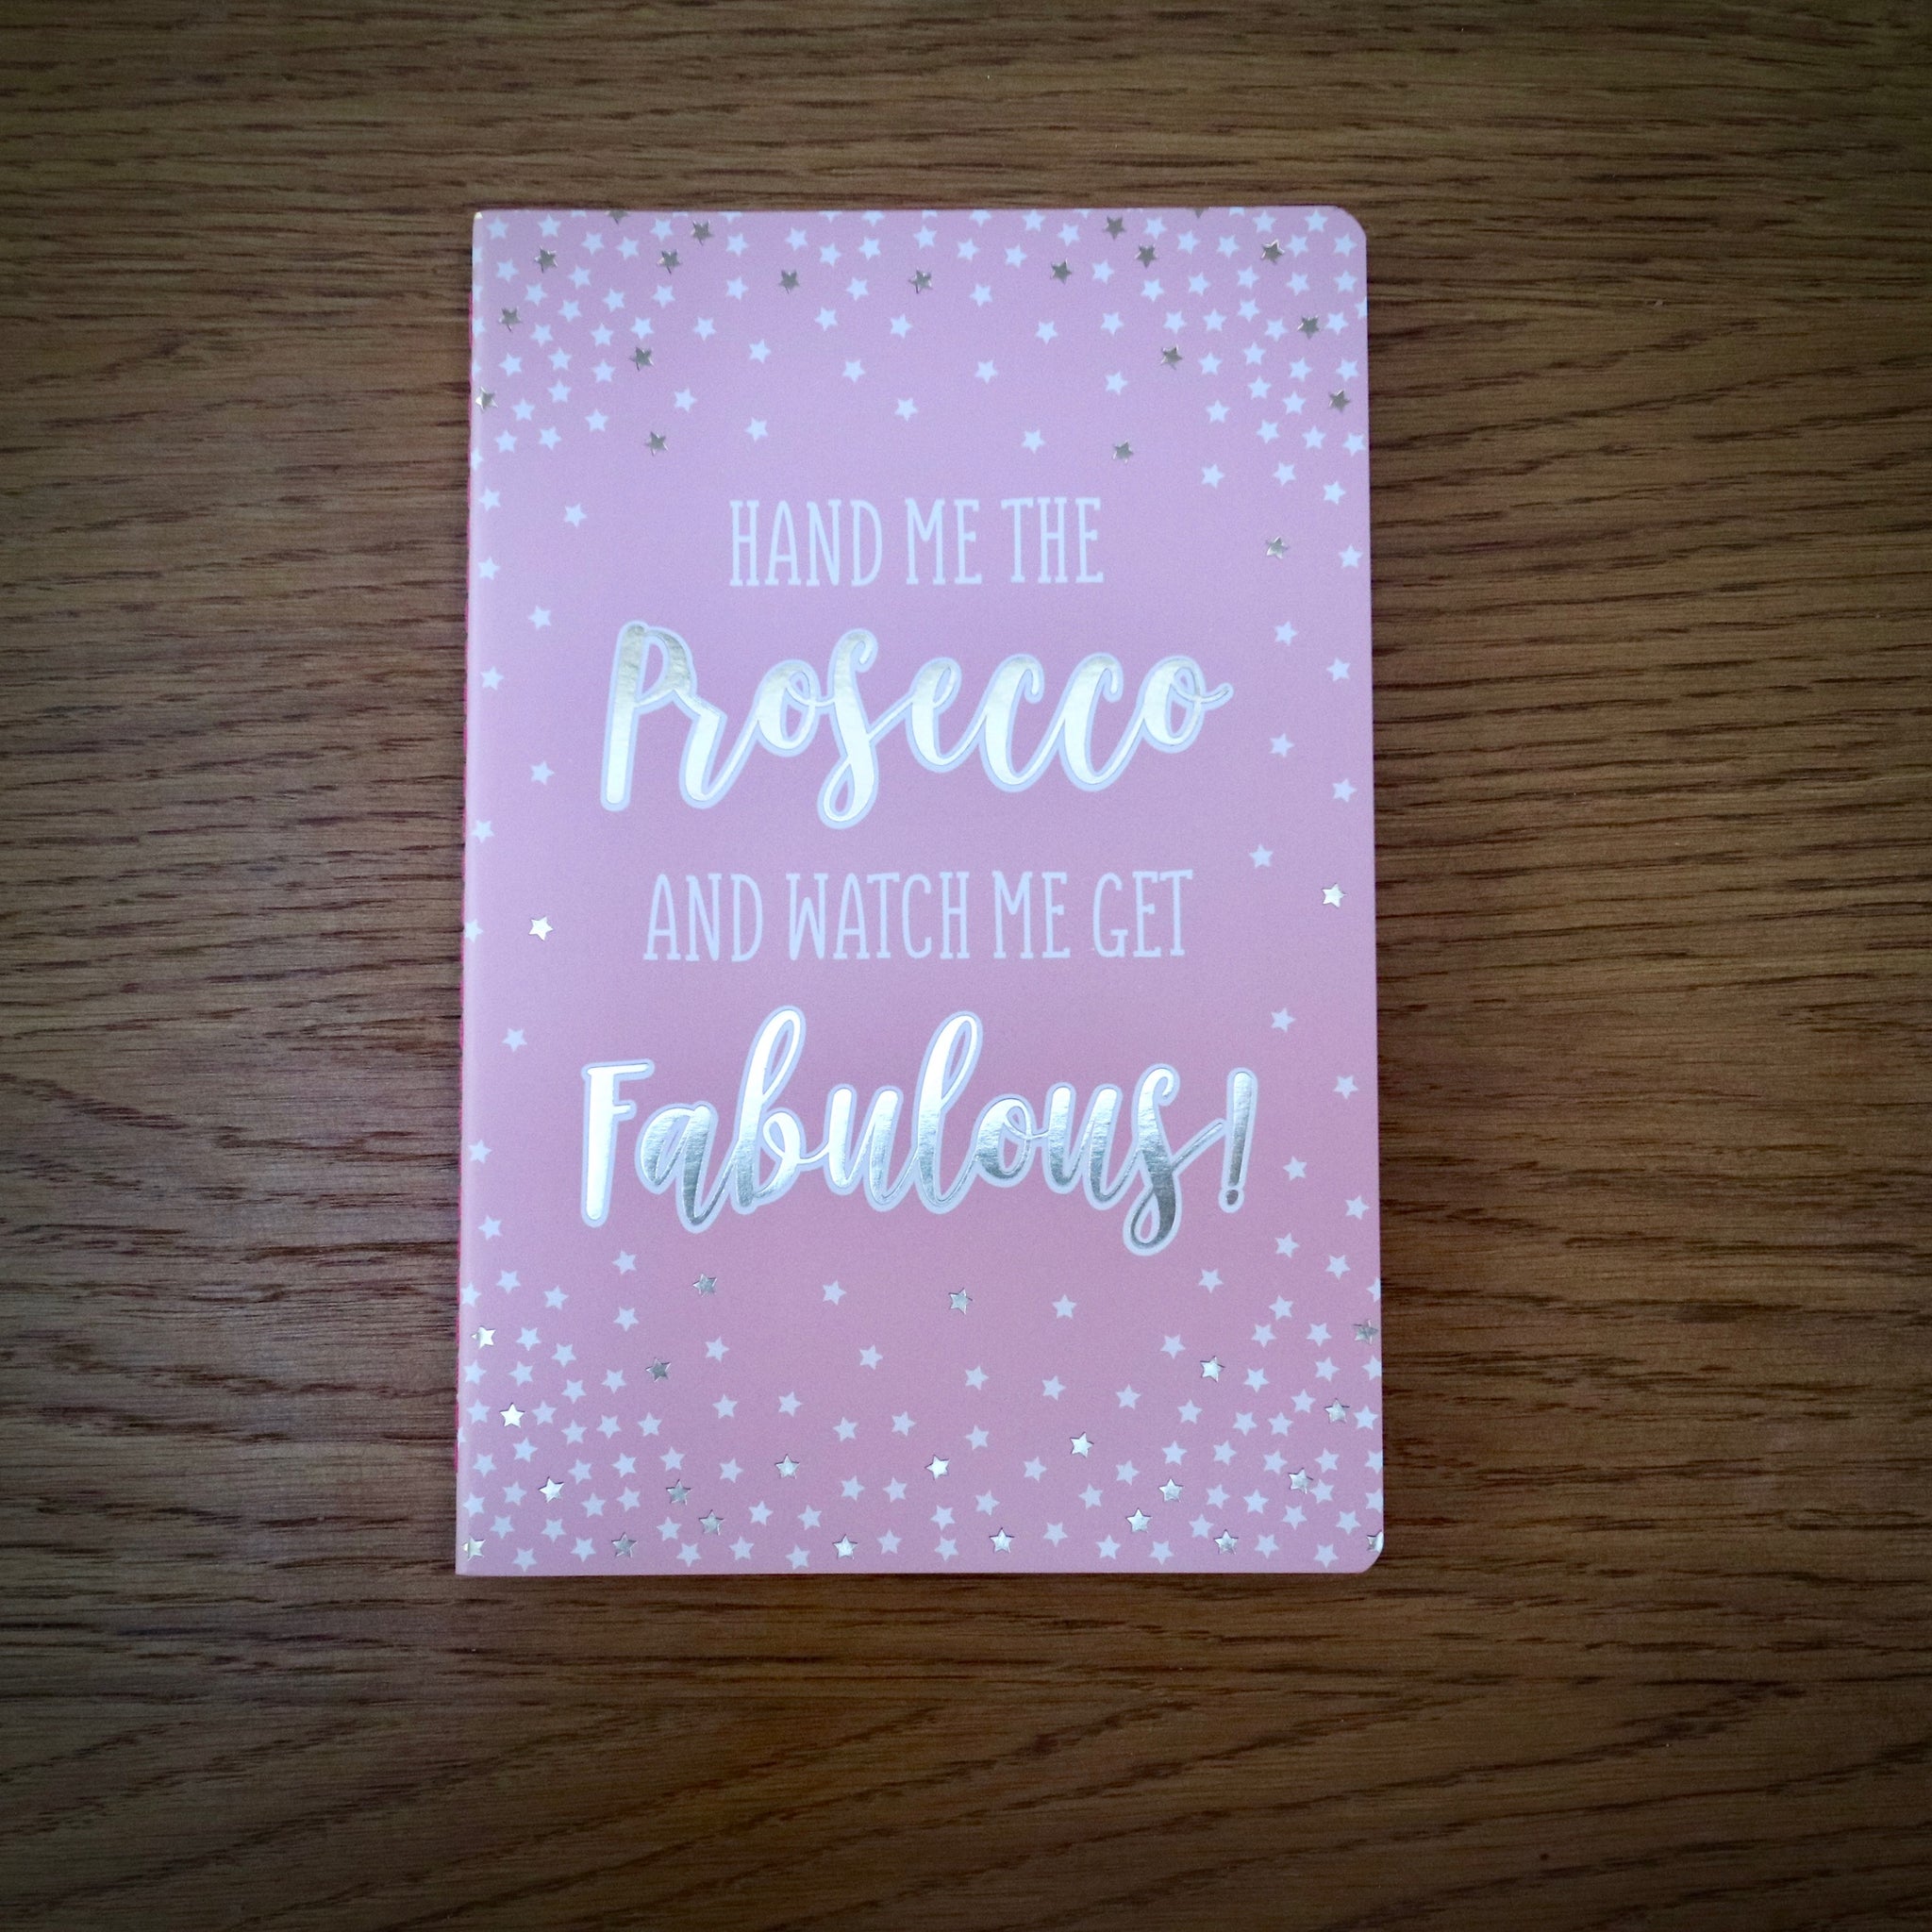 HAND ME THE
Prosecco
AND WATCH ME GET
Fabulous!